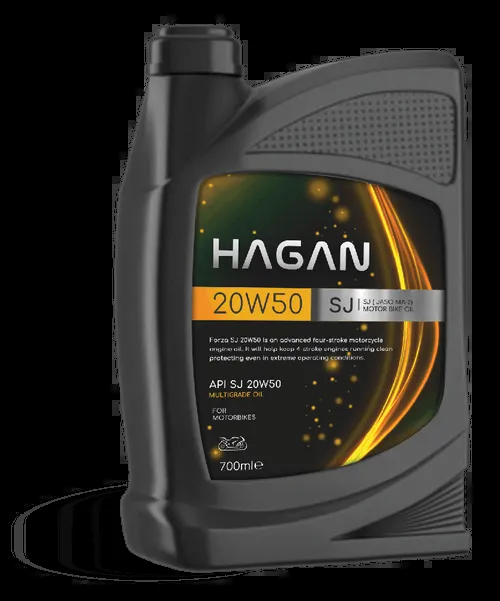 HAGAN
20W50
SJ
SJ (JASO MA-2)
MOTOR BIKE OIL
Forza SJ 20W50 is an advanced four-stroke motorcycle
engine oil. It will help keep 4-stroke engines running clean
protecting even in extreme operating conditions.
API SJ 20W50
MULTIGRADE OIL
FOR
MOTORBIKES
700ml℮